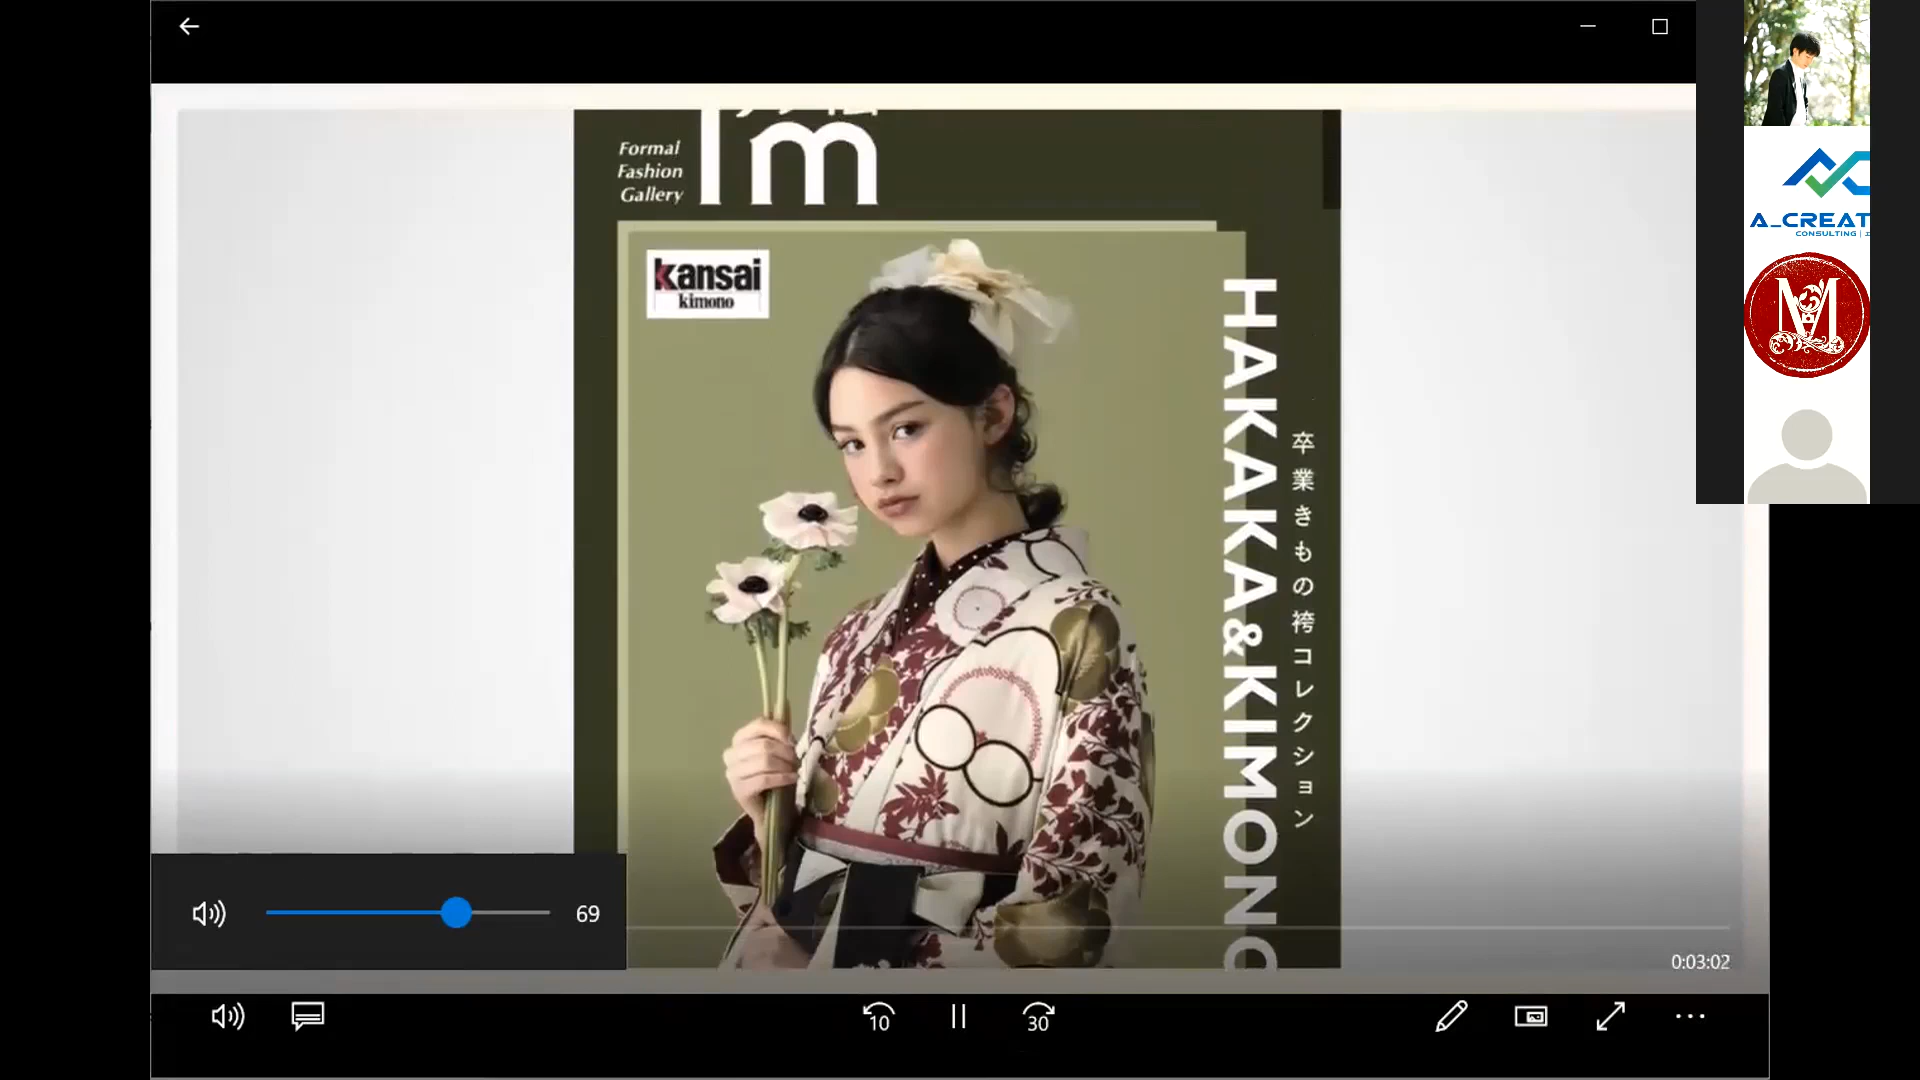 Formal
Fashion
Gallery
Im
kansai
kimono
HAKAKA&KIMONO
卒業きもの袴コレクション
A_CREAT
CONSULTING
69
0:03:02
10
30